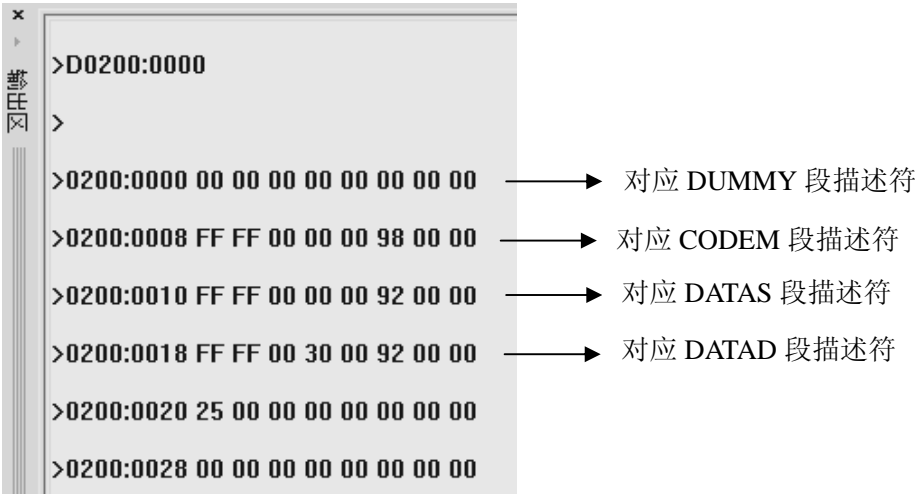 ×
输出区
>D0200:0000
>
>0200:0000 00 00 00 00 00 00 00 00
对应 DUMMY 段描述符
>0200:0008 FF FF 00 00 00 98 00 00
对应 CODEM 段描述符
>0200:0010 FF FF 00 00 00 92 00 00
对应 DATAS 段描述符
>0200:0018 FF FF 00 30 00 92 00 00
对应 DATAD 段描述符
>0200:0020 25 00 00 00 00 00 00 00
>0200:0028 00 00 00 00 00 00 00 00